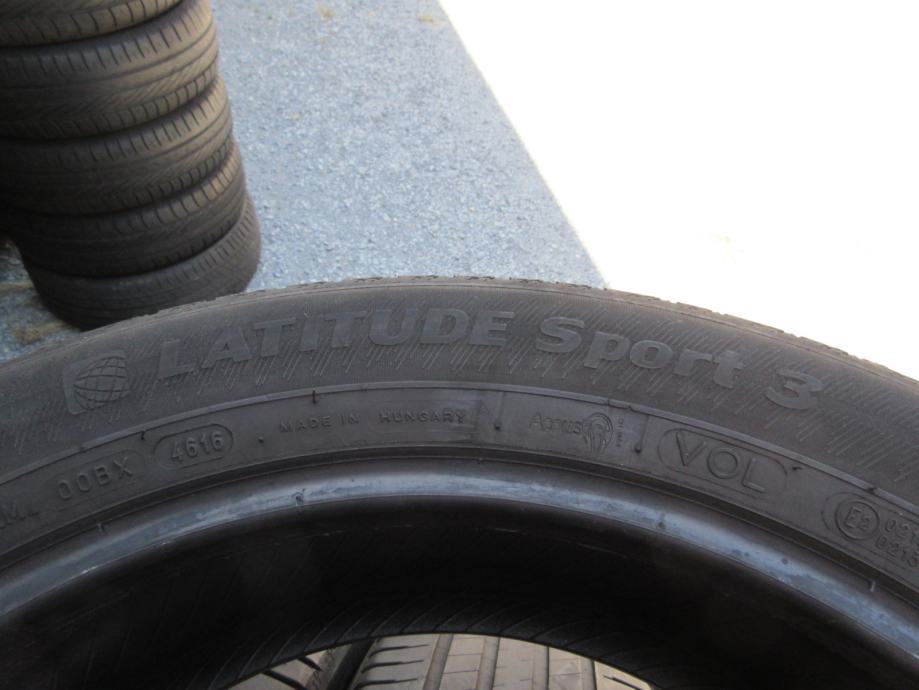 LATITUDE Sport 3
00BX 4616 MADE IN HUNGARY Acoustic VOL E2